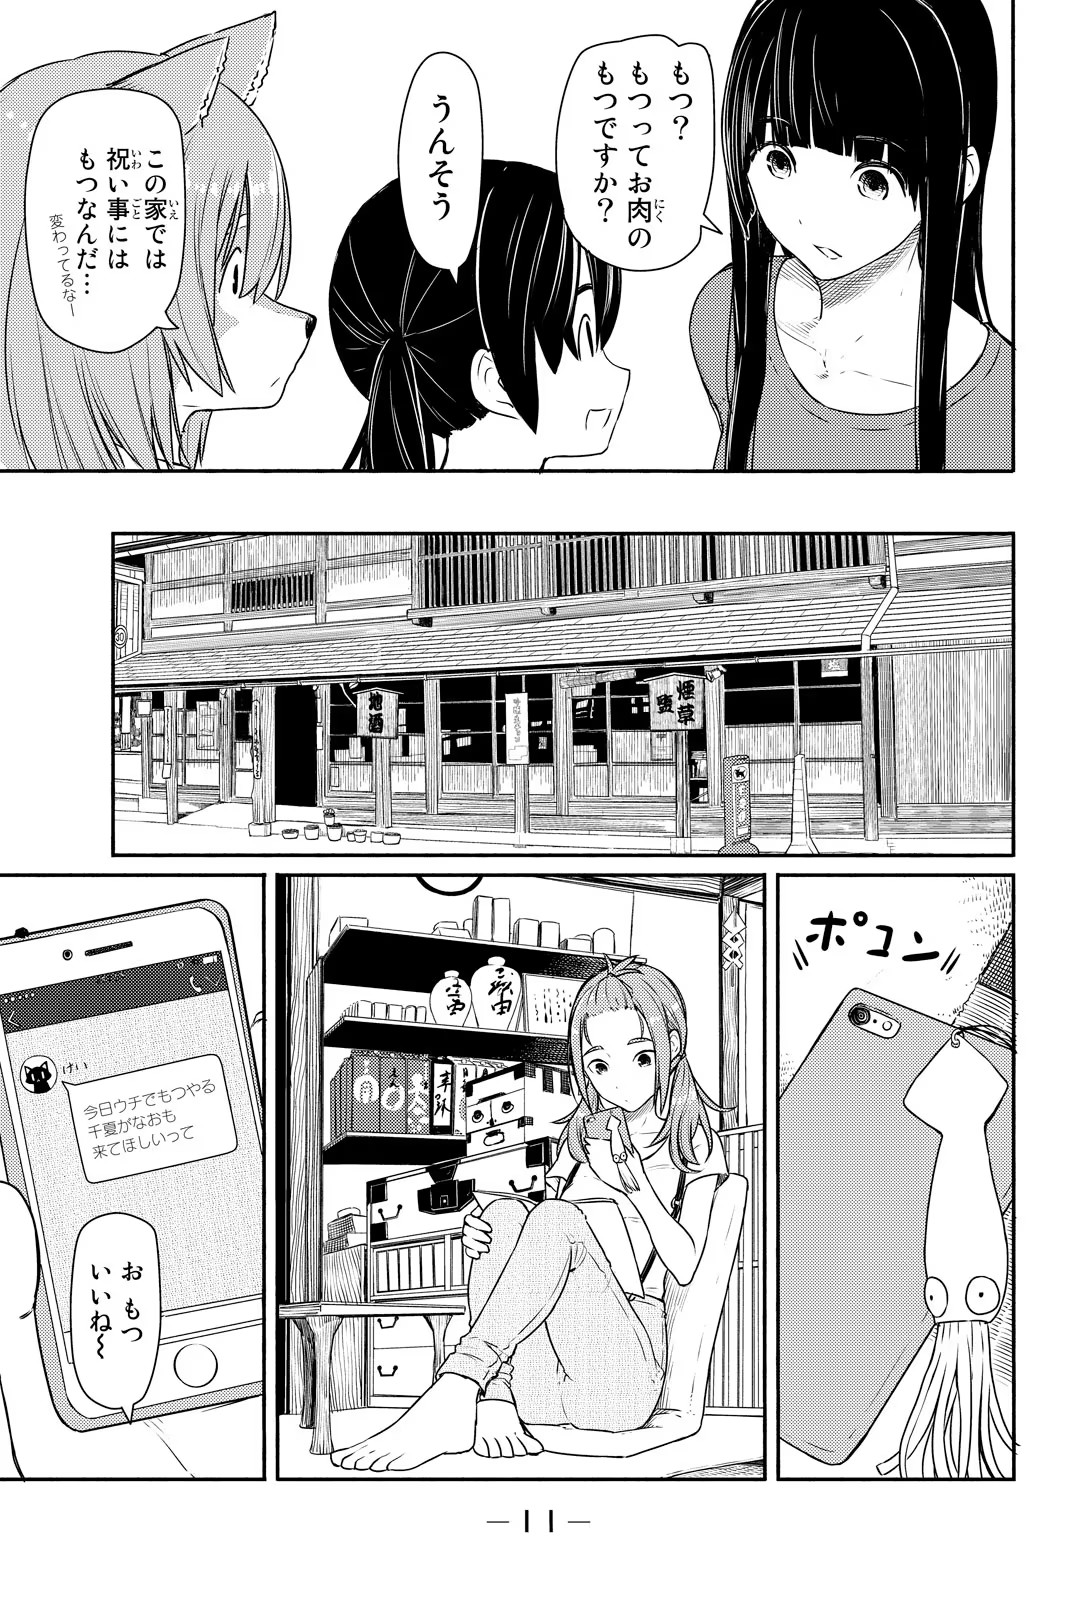 もつ？
もつってお肉の
もつですか？
うんそう
この家では
祝い事には
もつなんだ…
変わってるなー
30
地酒
煙草
塩
ポコン
けい
今日ウチでもつやる
千夏がなおも
来てほしいって
おもつ
いいね～
— 11 —